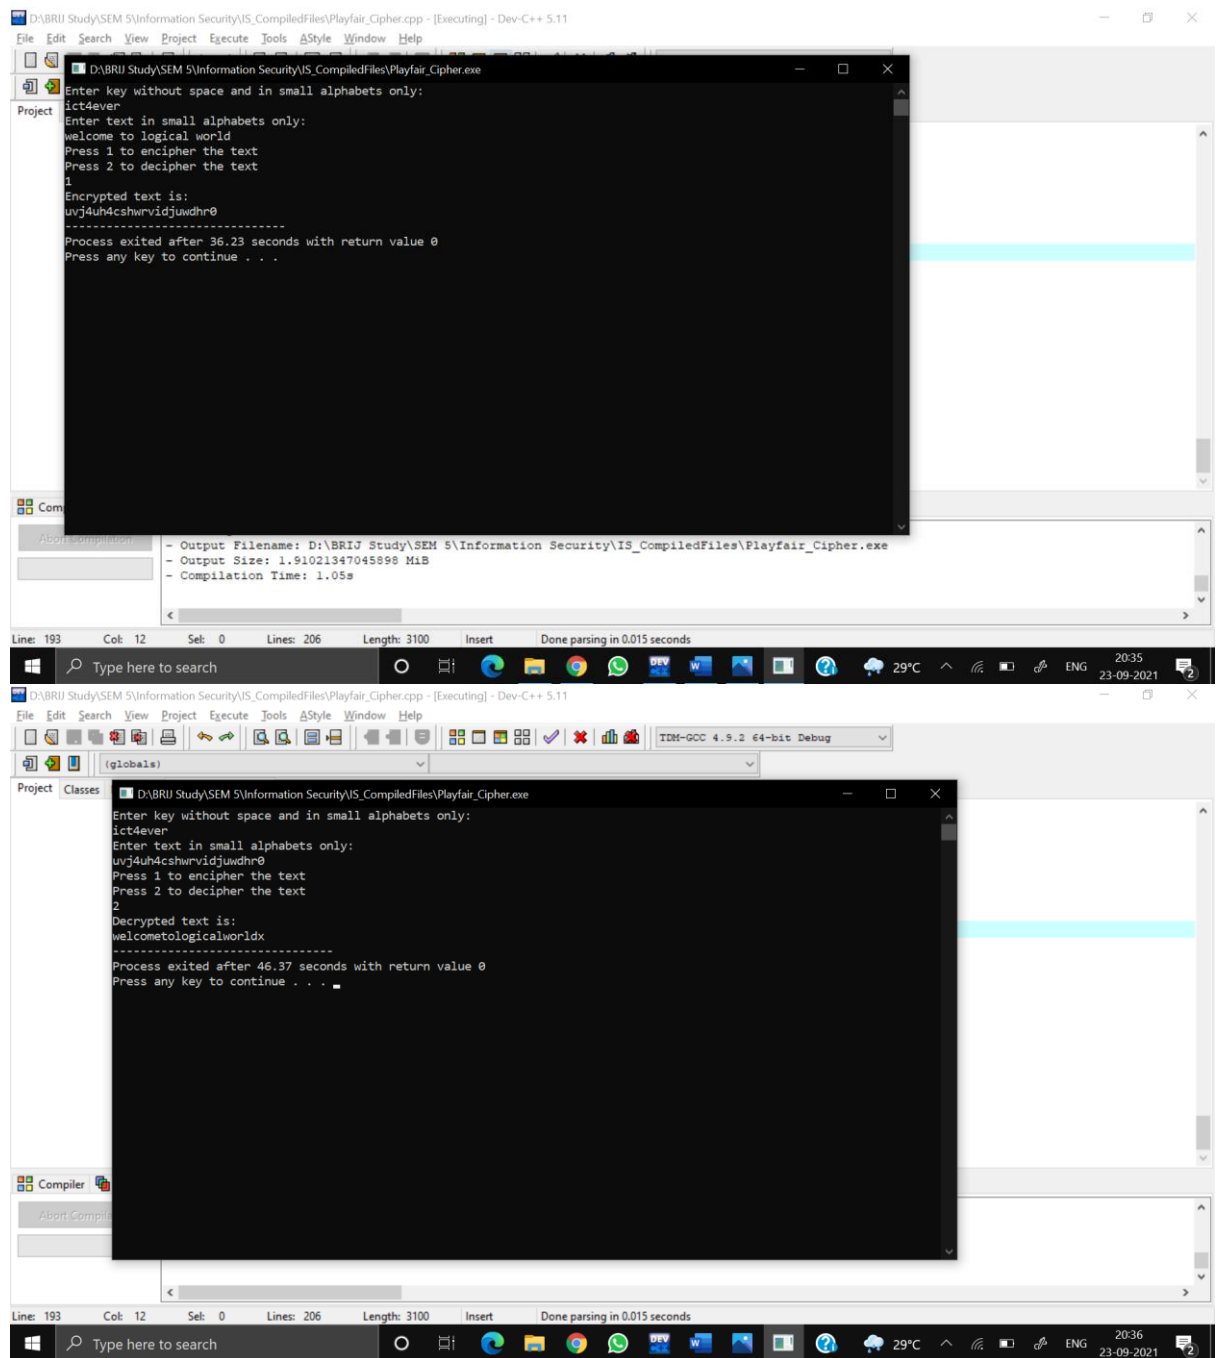 D:\BRIJ Study\SEM 5\Information Security\IS_CompiledFiles\Playfair_Cipher.cpp - [Executing] - Dev-C++ 5.11
File Edit Search View Project Execute Tools AStyle Window Help
D:\BRIJ Study\SEM 5\Information Security\IS_CompiledFiles\Playfair_Cipher.exe
Project
Enter key without space and in small alphabets only:
ict4ever
Enter text in small alphabets only:
welcome to logical world
Press 1 to encipher the text
Press 2 to decipher the text
1
Encrypted text is:
uvj4uh4cshwrvidjuwdhr0
--------------------------------
Process exited after 36.23 seconds with return value 0
Press any key to continue . . .
Com
Abort Compilation
- Output Filename: D:\BRIJ Study\SEM 5\Information Security\IS_CompiledFiles\Playfair_Cipher.exe
- Output Size: 1.91021347045898 MiB
- Compilation Time: 1.05s
Line: 193 Col: 12 Sel: 0 Lines: 206 Length: 3100 Insert Done parsing in 0.015 seconds
Type here to search DEV W 29°C ENG 20:35
23-09-2021 2
D:\BRIJ Study\SEM 5\Information Security\IS_CompiledFiles\Playfair_Cipher.cpp - [Executing] - Dev-C++ 5.11
File Edit Search View Project Execute Tools AStyle Window Help
TDM-GCC 4.9.2 64-bit Debug
(globals)
Project Classes
D:\BRIJ Study\SEM 5\Information Security\IS_CompiledFiles\Playfair_Cipher.exe
Enter key without space and in small alphabets only:
ict4ever
Enter text in small alphabets only:
uvj4uh4cshwrvidjuwdhr0
Press 1 to encipher the text
Press 2 to decipher the text
2
Decrypted text is:
welcometologicalworldx
--------------------------------
Process exited after 46.37 seconds with return value 0
Press any key to continue . . .
Compiler
Abort Compila
Line: 193 Col: 12 Sel: 0 Lines: 206 Length: 3100 Insert Done parsing in 0.015 seconds
Type here to search DEV W 29°C ENG 20:36
23-09-2021 2